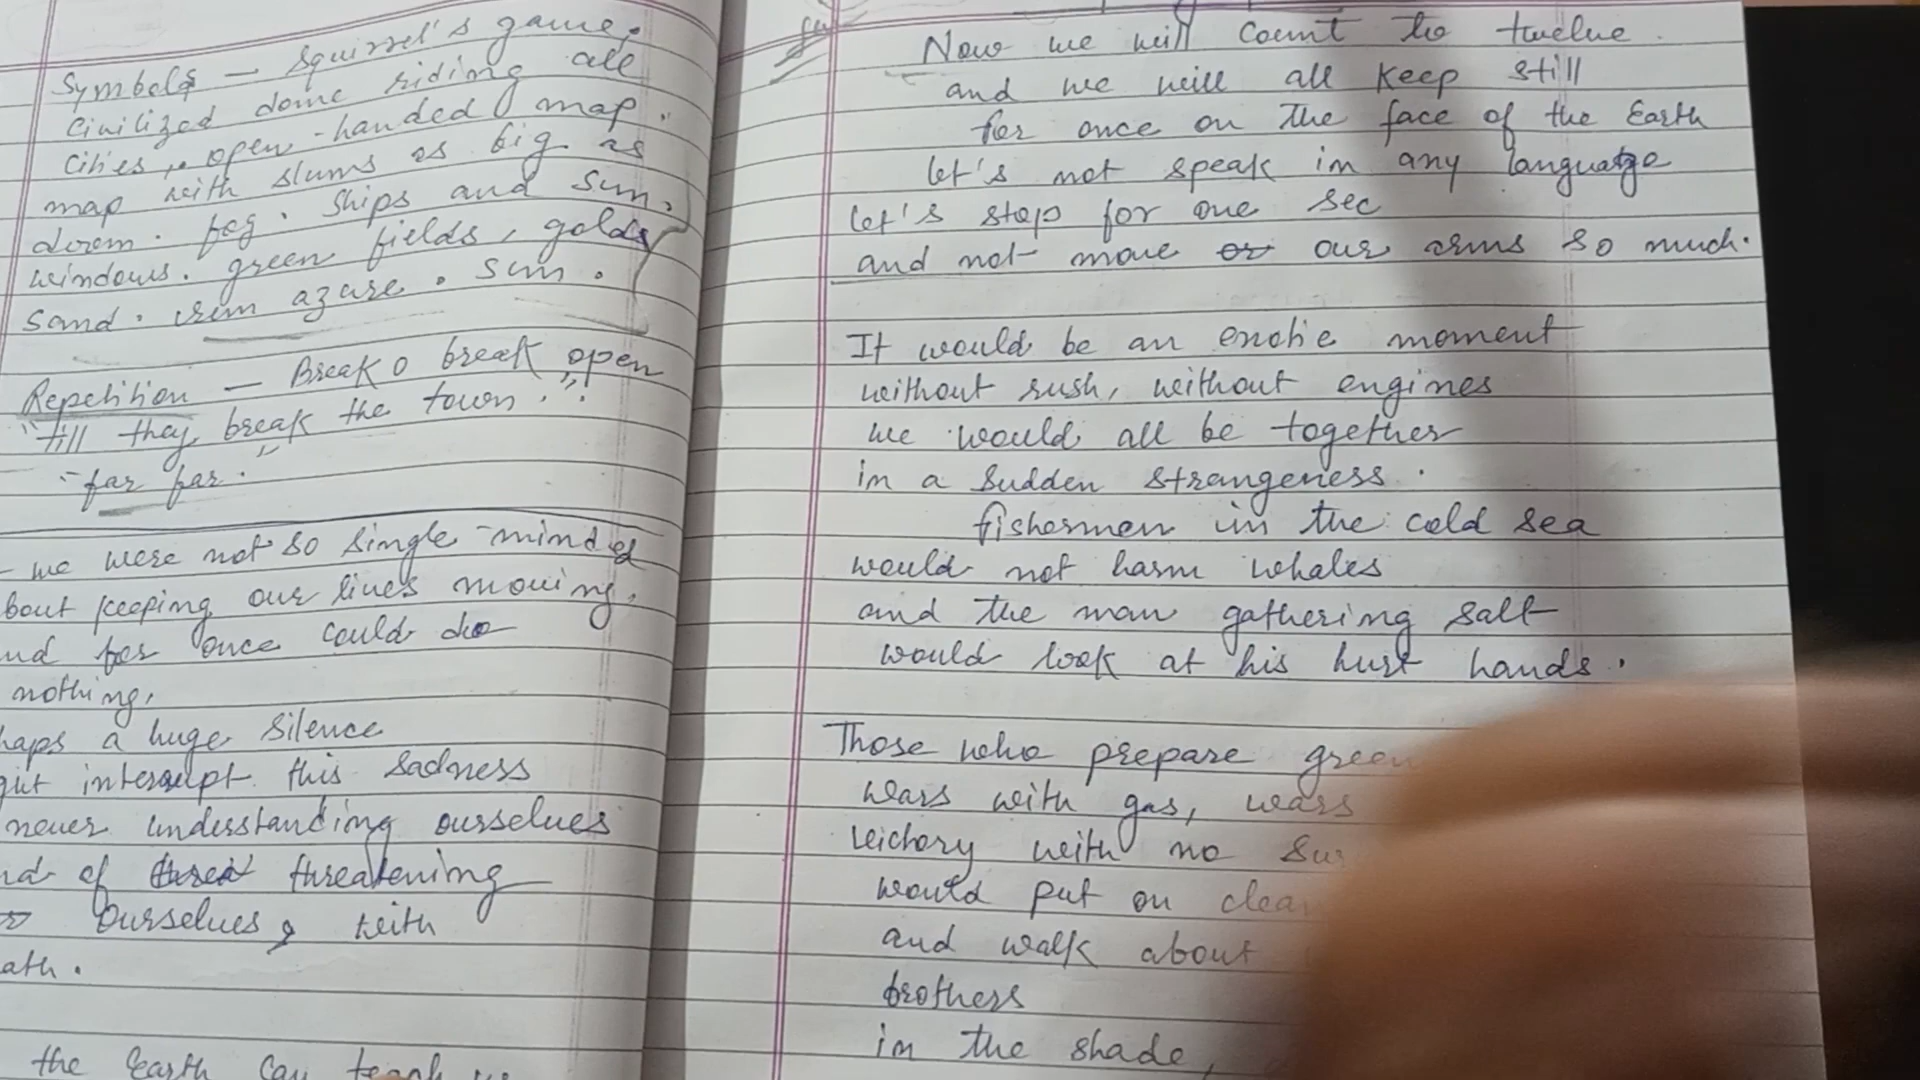 Symbols — Squirrel's game,
civilized dome riding all
cities, open-handed map.
map with slums as big as
doom. fog. ships and sun.
windows. green fields, gold
sand. azure. sun.
Repetition — Break o break open
"till they break the town."
- far far.
- we were not so single-minded
bout keeping our lives moving,
nd for once could do
nothing,
haps a huge silence
ght interrupt this sadness
never understanding ourselves
nd of threat threatening
ourselves, with
ath.
the Earth can teach us
Now we will count to twelve
and we will all keep still
for once on the face of the Earth
let's not speak in any language
let's stop for one sec
and not move or our arms so much.
It would be an exotic moment
without rush, without engines
we would all be together
in a sudden strangeness.
fishermen in the cold sea
would not harm whales
and the man gathering salt
would look at his hurt hands.
Those who prepare green
wars with gas, wars
victory with no su
would put on clea
and walk about
brothers
in the shade,